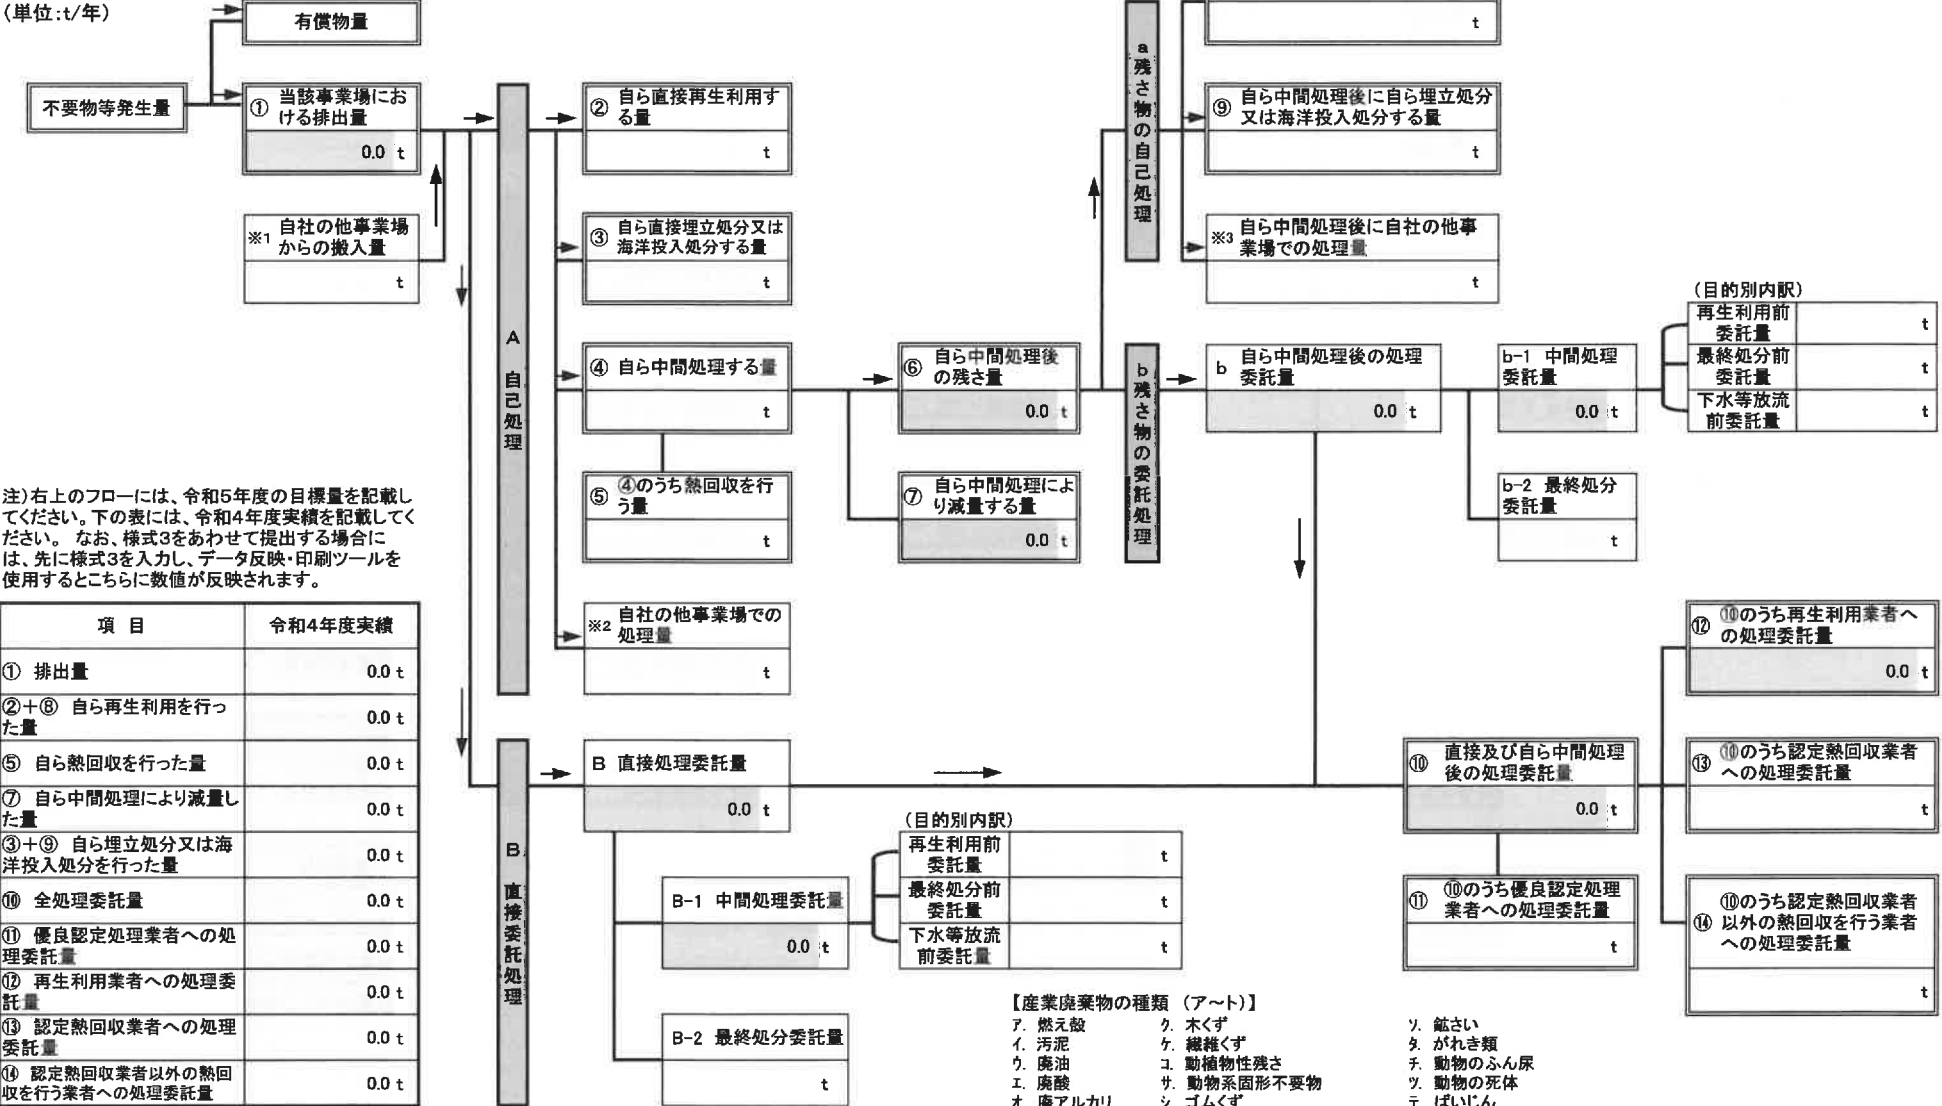 (単位:t/年)
有償物量
不要物等発生量
① 当該事業場にお
ける排出量
0.0 t
※1 自社の他事業場
からの搬入量
t
A 自己処理
② 自ら直接再生利用す
る量
t
③ 自ら直接埋立処分又は
海洋投入処分する量
t
④ 自ら中間処理する量
t
⑤ ④のうち熱回収を行
う量
t
※2 自社の他事業場での
処理量
t
⑥ 自ら中間処理後
の残さ量
0.0 t
⑦ 自ら中間処理によ
り減量する量
0.0 t
a 残さ物の自己処理
t
⑨ 自ら中間処理後に自ら埋立処分
又は海洋投入処分する量
t
※3 自ら中間処理後に自社の他事
業場での処理量
t
b 残さ物の委託処理
b 自ら中間処理後の処理
委託量
0.0 t
b-1 中間処理
委託量
0.0 t
b-2 最終処分
委託量
t
(目的別内訳)
再生利用前
委託量
t
最終処分前
委託量
t
下水等放流
前委託量
t
注)右上のフローには、令和5年度の目標量を記載し
てください。下の表には、令和4年度実績を記載してく
ださい。 なお、様式3をあわせて提出する場合に
は、先に様式3を入力し、データ反映・印刷ツールを
使用するとこちらに数値が反映されます。
項 目 令和4年度実績
① 排出量 0.0 t
②+⑧ 自ら再生利用を行っ
た量 0.0 t
⑤ 自ら熱回収を行った量 0.0 t
⑦ 自ら中間処理により減量し
た量 0.0 t
③+⑨ 自ら埋立処分又は海
洋投入処分を行った量 0.0 t
⑩ 全処理委託量 0.0 t
⑪ 優良認定処理業者への処
理委託量 0.0 t
⑫ 再生利用業者への処理委
託量 0.0 t
⑬ 認定熱回収業者への処理
委託量 0.0 t
⑭ 認定熱回収業者以外の熱回
収を行う業者への処理委託量 0.0 t
B 直接委託処理
B 直接処理委託量
0.0 t
B-1 中間処理委託量
0.0 t
B-2 最終処分委託量
t
(目的別内訳)
再生利用前
委託量
t
最終処分前
委託量
t
下水等放流
前委託量
t
⑩ 直接及び自ら中間処理
後の処理委託量
0.0 t
⑪ ⑩のうち優良認定処理
業者への処理委託量
t
⑫ ⑩のうち再生利用業者へ
の処理委託量
0.0 t
⑬ ⑩のうち認定熱回収業者
への処理委託量
t
⑭ ⑩のうち認定熱回収業者
以外の熱回収を行う業者
への処理委託量
t
【産業廃棄物の種類 (ア~ト)】
ア. 燃え殻 ク. 木くず ソ. 鉱さい
イ. 汚泥 ケ. 繊維くず タ. がれき類
ウ. 廃油 コ. 動植物性残さ チ. 動物のふん尿
エ. 廃酸 サ. 動物系固形不要物 ツ. 動物の死体
オ. 廃アルカリ シ. ゴムくず テ. ばいじん